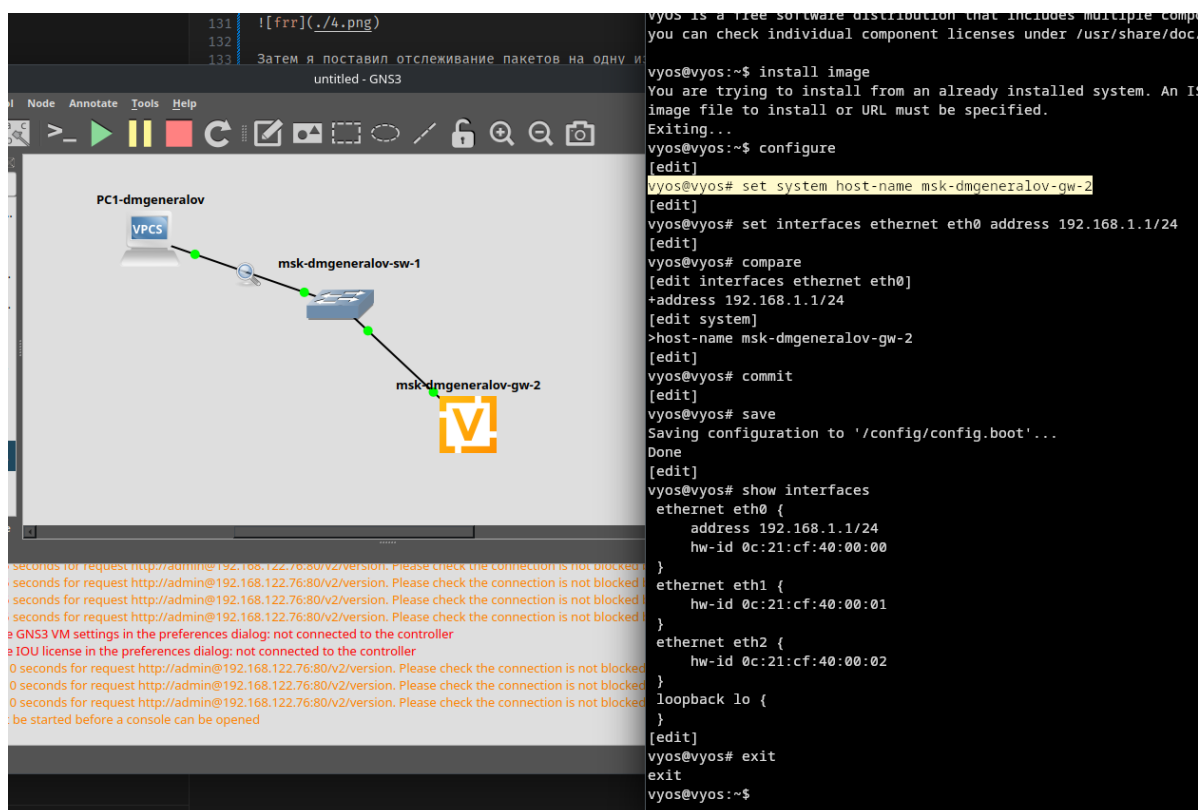 131 ![frr](./4.png)
132
133 Затем я поставил отслеживание пакетов на одну
untitled - GNS3
Node Annotate Tools Help
PC1-dmgeneralov
VPCS
msk-dmgeneralov-sw-1
msk-dmgeneralov-gw-2
V
seconds for request http://admin@192.168.122.76:80/v2/version. Please check the connection is not blocked
seconds for request http://admin@192.168.122.76:80/v2/version. Please check the connection is not blocked
seconds for request http://admin@192.168.122.76:80/v2/version. Please check the connection is not blocked
seconds for request http://admin@192.168.122.76:80/v2/version. Please check the connection is not blocked
e GNS3 VM settings in the preferences dialog: not connected to the controller
e IOU license in the preferences dialog: not connected to the controller
0 seconds for request http://admin@192.168.122.76:80/v2/version. Please check the connection is not blocked
0 seconds for request http://admin@192.168.122.76:80/v2/version. Please check the connection is not blocked
0 seconds for request http://admin@192.168.122.76:80/v2/version. Please check the connection is not blocked
be started before a console can be opened
VyOS is a free software distribution that includes multiple comp
you can check individual component licenses under /usr/share/doc
vyos@vyos:~$ install image
You are trying to install from an already installed system. An IS
image file to install or URL must be specified.
Exiting...
vyos@vyos:~$ configure
[edit]
vyos@vyos# set system host-name msk-dmgeneralov-gw-2
[edit]
vyos@vyos# set interfaces ethernet eth0 address 192.168.1.1/24
[edit]
vyos@vyos# compare
[edit interfaces ethernet eth0]
+address 192.168.1.1/24
[edit system]
>host-name msk-dmgeneralov-gw-2
[edit]
vyos@vyos# commit
[edit]
vyos@vyos# save
Saving configuration to '/config/config.boot'...
Done
[edit]
vyos@vyos# show interfaces
ethernet eth0 {
address 192.168.1.1/24
hw-id 0c:21:cf:40:00:00
}
ethernet eth1 {
hw-id 0c:21:cf:40:00:01
}
ethernet eth2 {
hw-id 0c:21:cf:40:00:02
}
loopback lo {
}
[edit]
vyos@vyos# exit
exit
vyos@vyos:~$